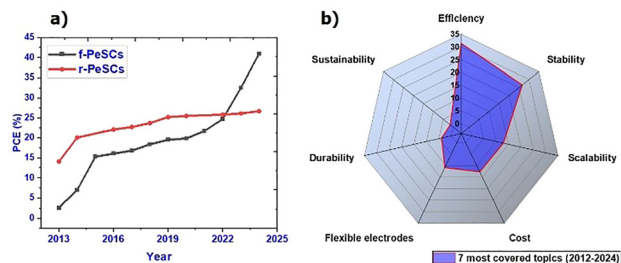 a)
45
40
35
30
25
20
15
10
5
0
PCE (%)
f-PeSCs
r-PeSCs
2013
2016
2019
2022
2025
Year
b)
Efficiency
35
30
25
20
15
10
5
0
Sustainability
Stability
Durability
Scalability
Flexible electrodes
Cost
7 most covered topics (2012-2024)